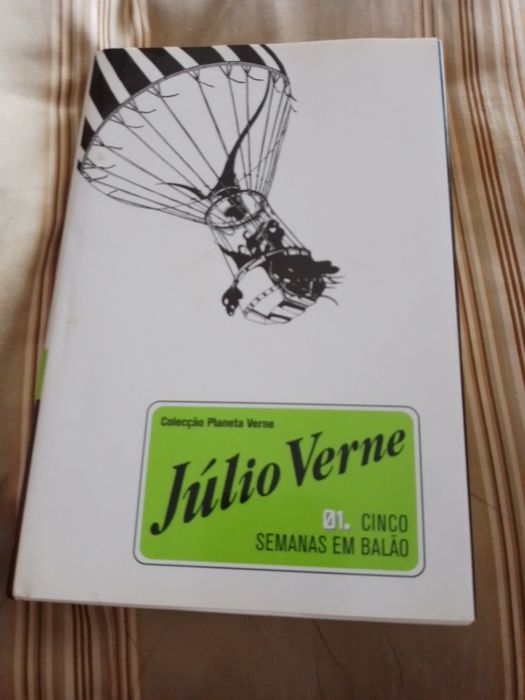 Colecção Planeta Verne
Júlio Verne
01. CINCO
SEMANAS EM BALÃO